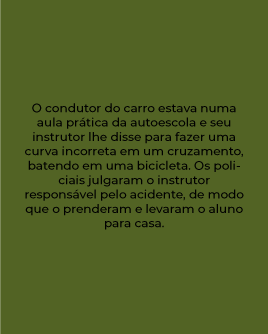 O condutor do carro estava numa
aula prática da autoescola e seu
instrutor lhe disse para fazer uma
curva incorreta em um cruzamento,
batendo em uma bicicleta. Os poli-
ciais julgaram o instrutor
responsável pelo acidente, de modo
que o prenderam e levaram o aluno
para casa.